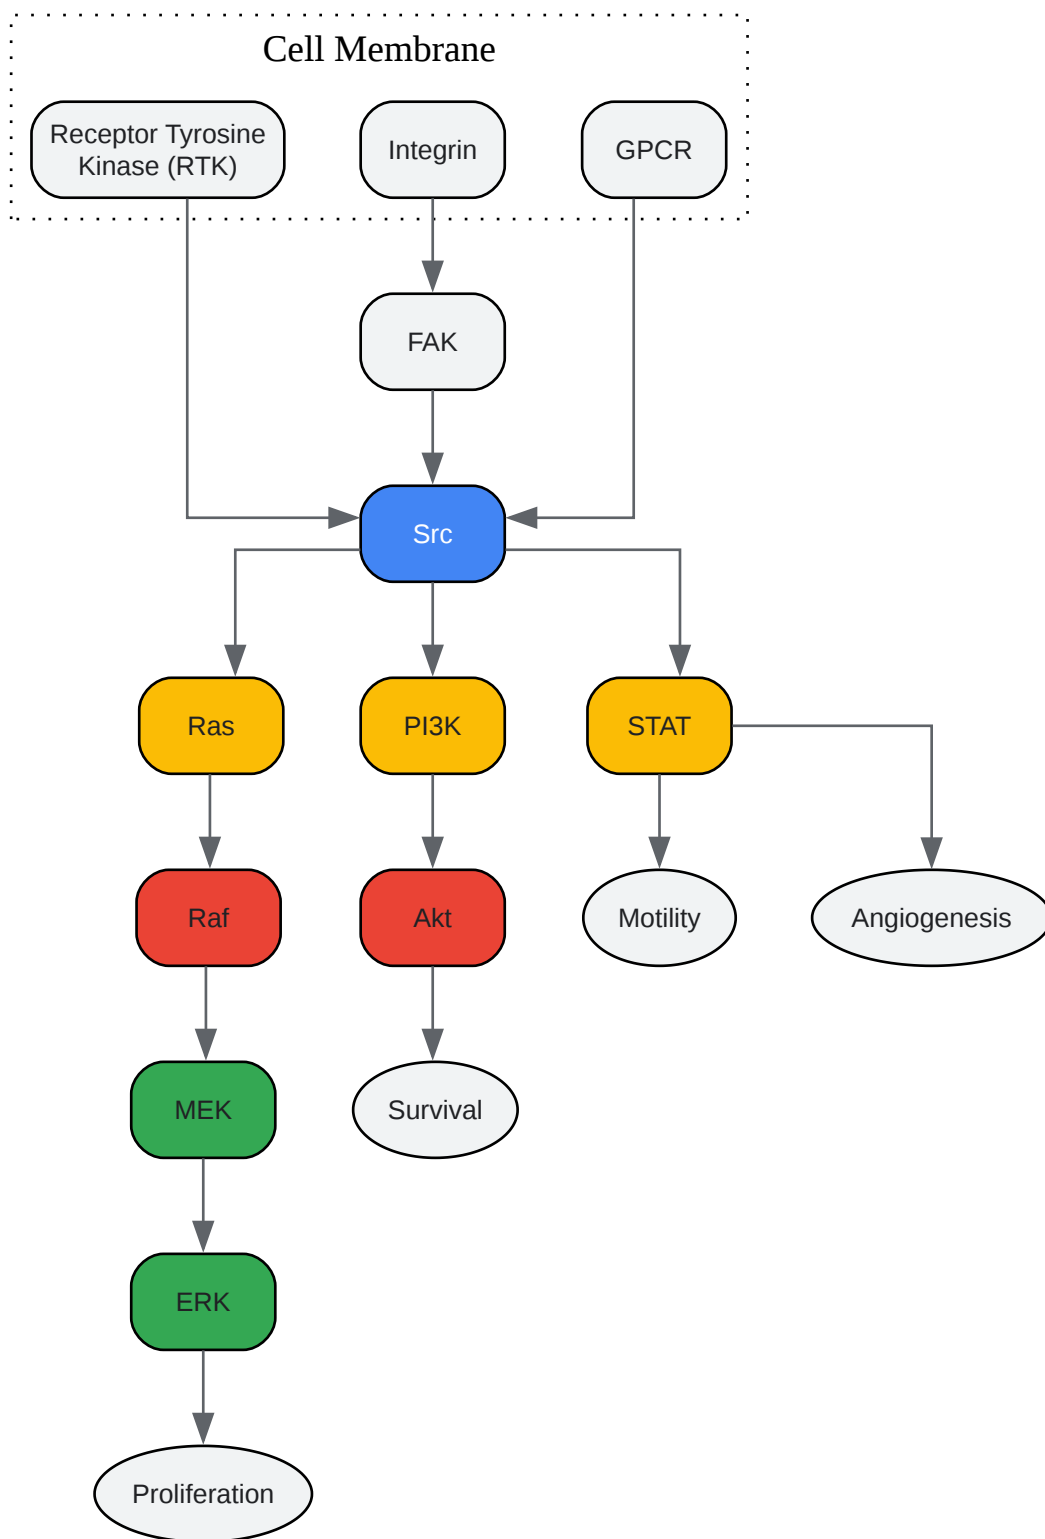 Cell Membrane
Receptor Tyrosine
Kinase (RTK)
Integrin
GPCR
FAK
Src
Ras
PI3K
STAT
Raf
Akt
Motility
Angiogenesis
MEK
Survival
ERK
Proliferation